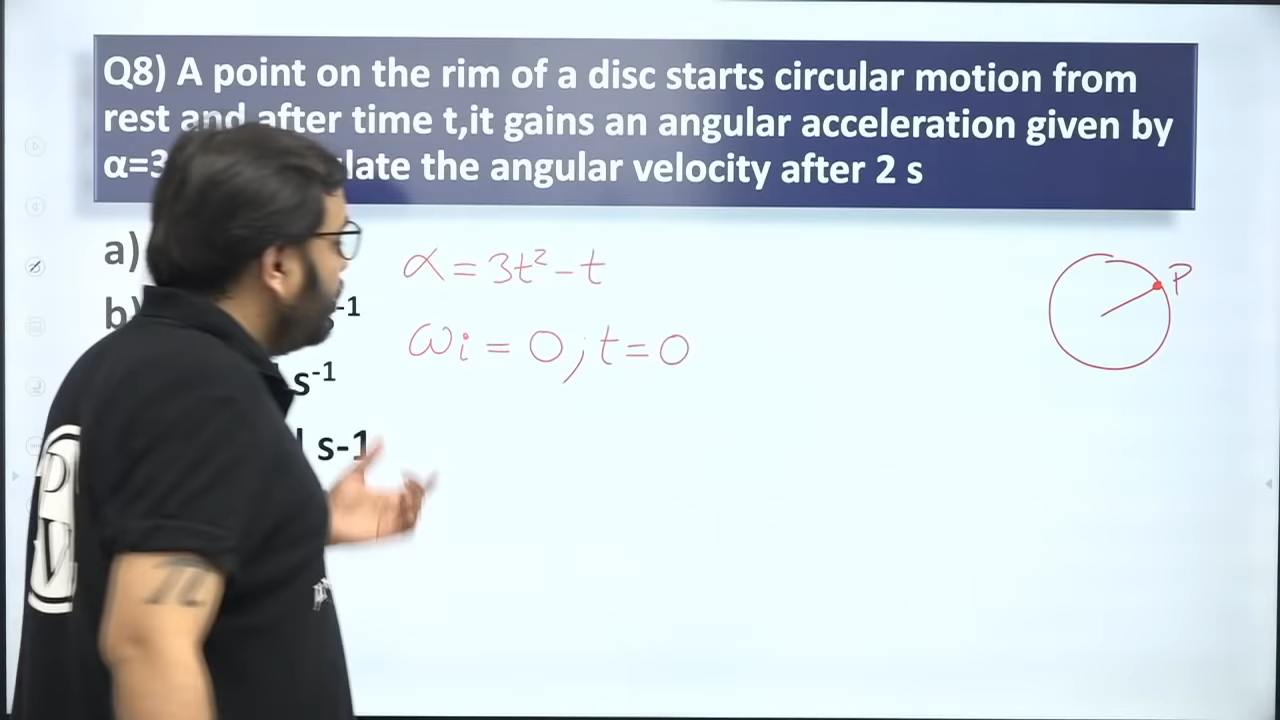 Q8) A point on the rim of a disc starts circular motion from
rest and after time t,it gains an angular acceleration given by
α=3 the angular velocity after 2 s
a)
b) -1
s-1
s-1
α = 3t² - t
ωi = 0 ; t = 0
P